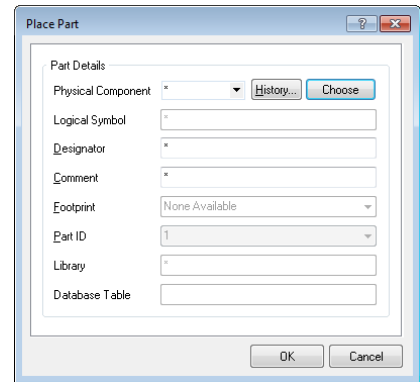 Place Part
Part Details
Physical Component * History... Choose
Logical Symbol *
Designator *
Comment *
Footprint None Available
Part ID 1
Library *
Database Table
OK Cancel